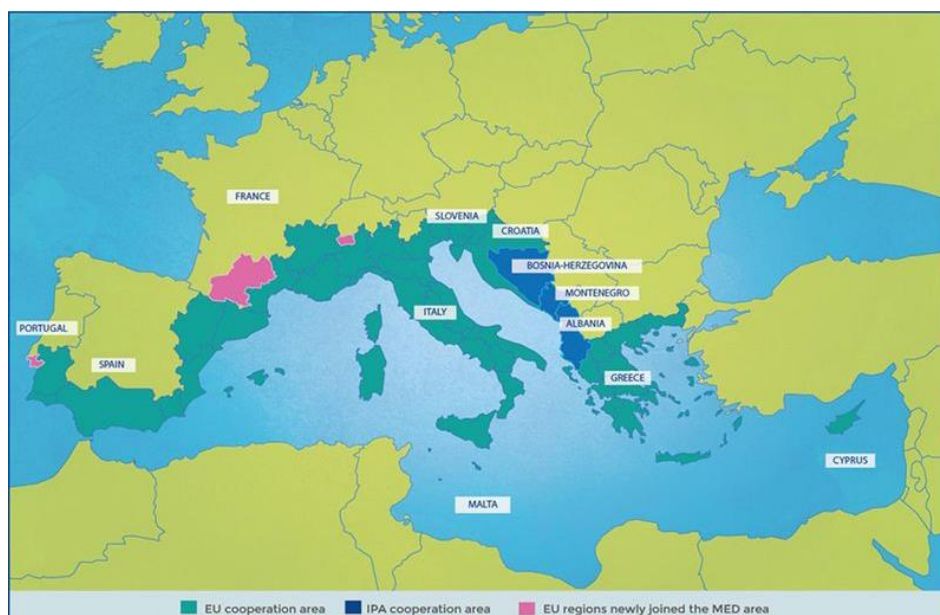 FRANCE
SLOVENIA
CROATIA
BOSNIA-HERZEGOVINA
MONTENEGRO
ITALY
ALBANIA
PORTUGAL
SPAIN
GREECE
CYPRUS
MALTA
EU cooperation area
IPA cooperation area
EU regions newly joined the MED area